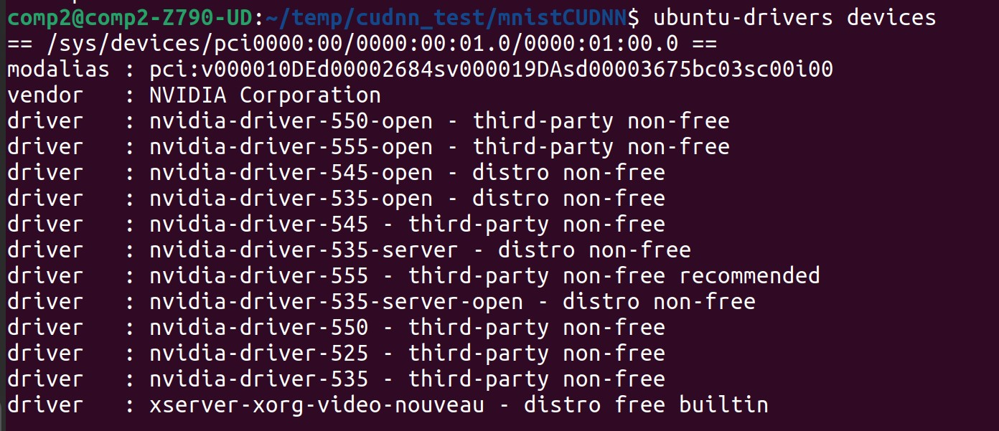 comp2@comp2-Z790-UD:~/temp/cudnn_test/mnistCUDNN$ ubuntu-drivers devices
== /sys/devices/pci0000:00/0000:00:01.0/0000:01:00.0 ==
modalias : pci:v000010DEd00002684sv000019DAsd00003675bc03sc00i00
vendor   : NVIDIA Corporation
driver   : nvidia-driver-550-open - third-party non-free
driver   : nvidia-driver-555-open - third-party non-free
driver   : nvidia-driver-545-open - distro non-free
driver   : nvidia-driver-535-open - distro non-free
driver   : nvidia-driver-545 - third-party non-free
driver   : nvidia-driver-535-server - distro non-free
driver   : nvidia-driver-555 - third-party non-free recommended
driver   : nvidia-driver-535-server-open - distro non-free
driver   : nvidia-driver-550 - third-party non-free
driver   : nvidia-driver-525 - third-party non-free
driver   : nvidia-driver-535 - third-party non-free
driver   : xserver-xorg-video-nouveau - distro free builtin